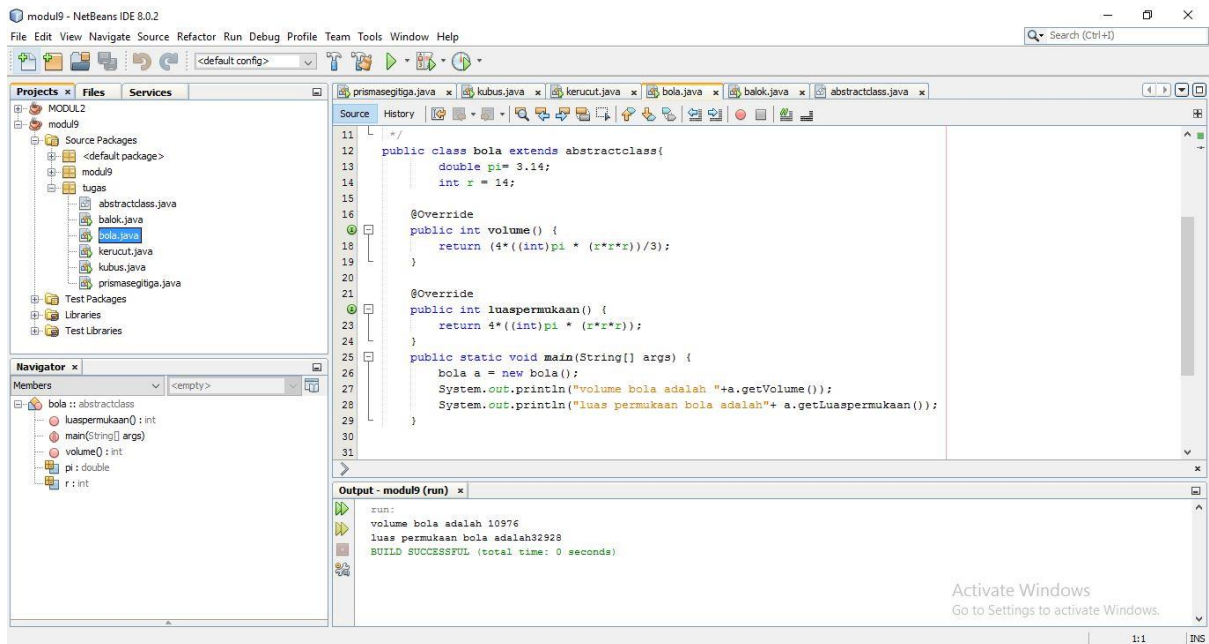 modul9 - NetBeans IDE 8.0.2
File Edit View Navigate Source Refactor Run Debug Profile Team Tools Window Help
Search (Ctrl+I)
<default config>
Projects Files Services
MODUL2
modul9
Source Packages
<default package>
modul9
tugas
abstractclass.java
balok.java
bola.java
kerucut.java
kubus.java
prismasegitiga.java
Test Packages
Libraries
Test Libraries
Navigator
Members <empty>
bola :: abstractclass
luaspermukaan() : int
main(String[] args)
volume() : int
pi : double
r : int
prismasegitiga.java kubus.java kerucut.java bola.java balok.java abstractclass.java
Source History
11 */
12 public class bola extends abstractclass{
13 double pi= 3.14;
14 int r = 14;
15
16 @Override
public int volume() {
18 return (4*((int)pi * (r*r*r))/3);
19 }
20
21 @Override
public int luaspermukaan() {
23 return 4*((int)pi * (r*r*r));
24 }
25 public static void main(String[] args) {
26 bola a = new bola();
27 System.out.println("volume bola adalah "+a.getVolume());
28 System.out.println("luas permukaan bola adalah"+ a.getLuaspermukaan());
29 }
30
31
Output - modul9 (run)
run:
volume bola adalah 10976
luas permukaan bola adalah32928
BUILD SUCCESSFUL (total time: 0 seconds)
Activate Windows
Go to Settings to activate Windows.
1:1 INS